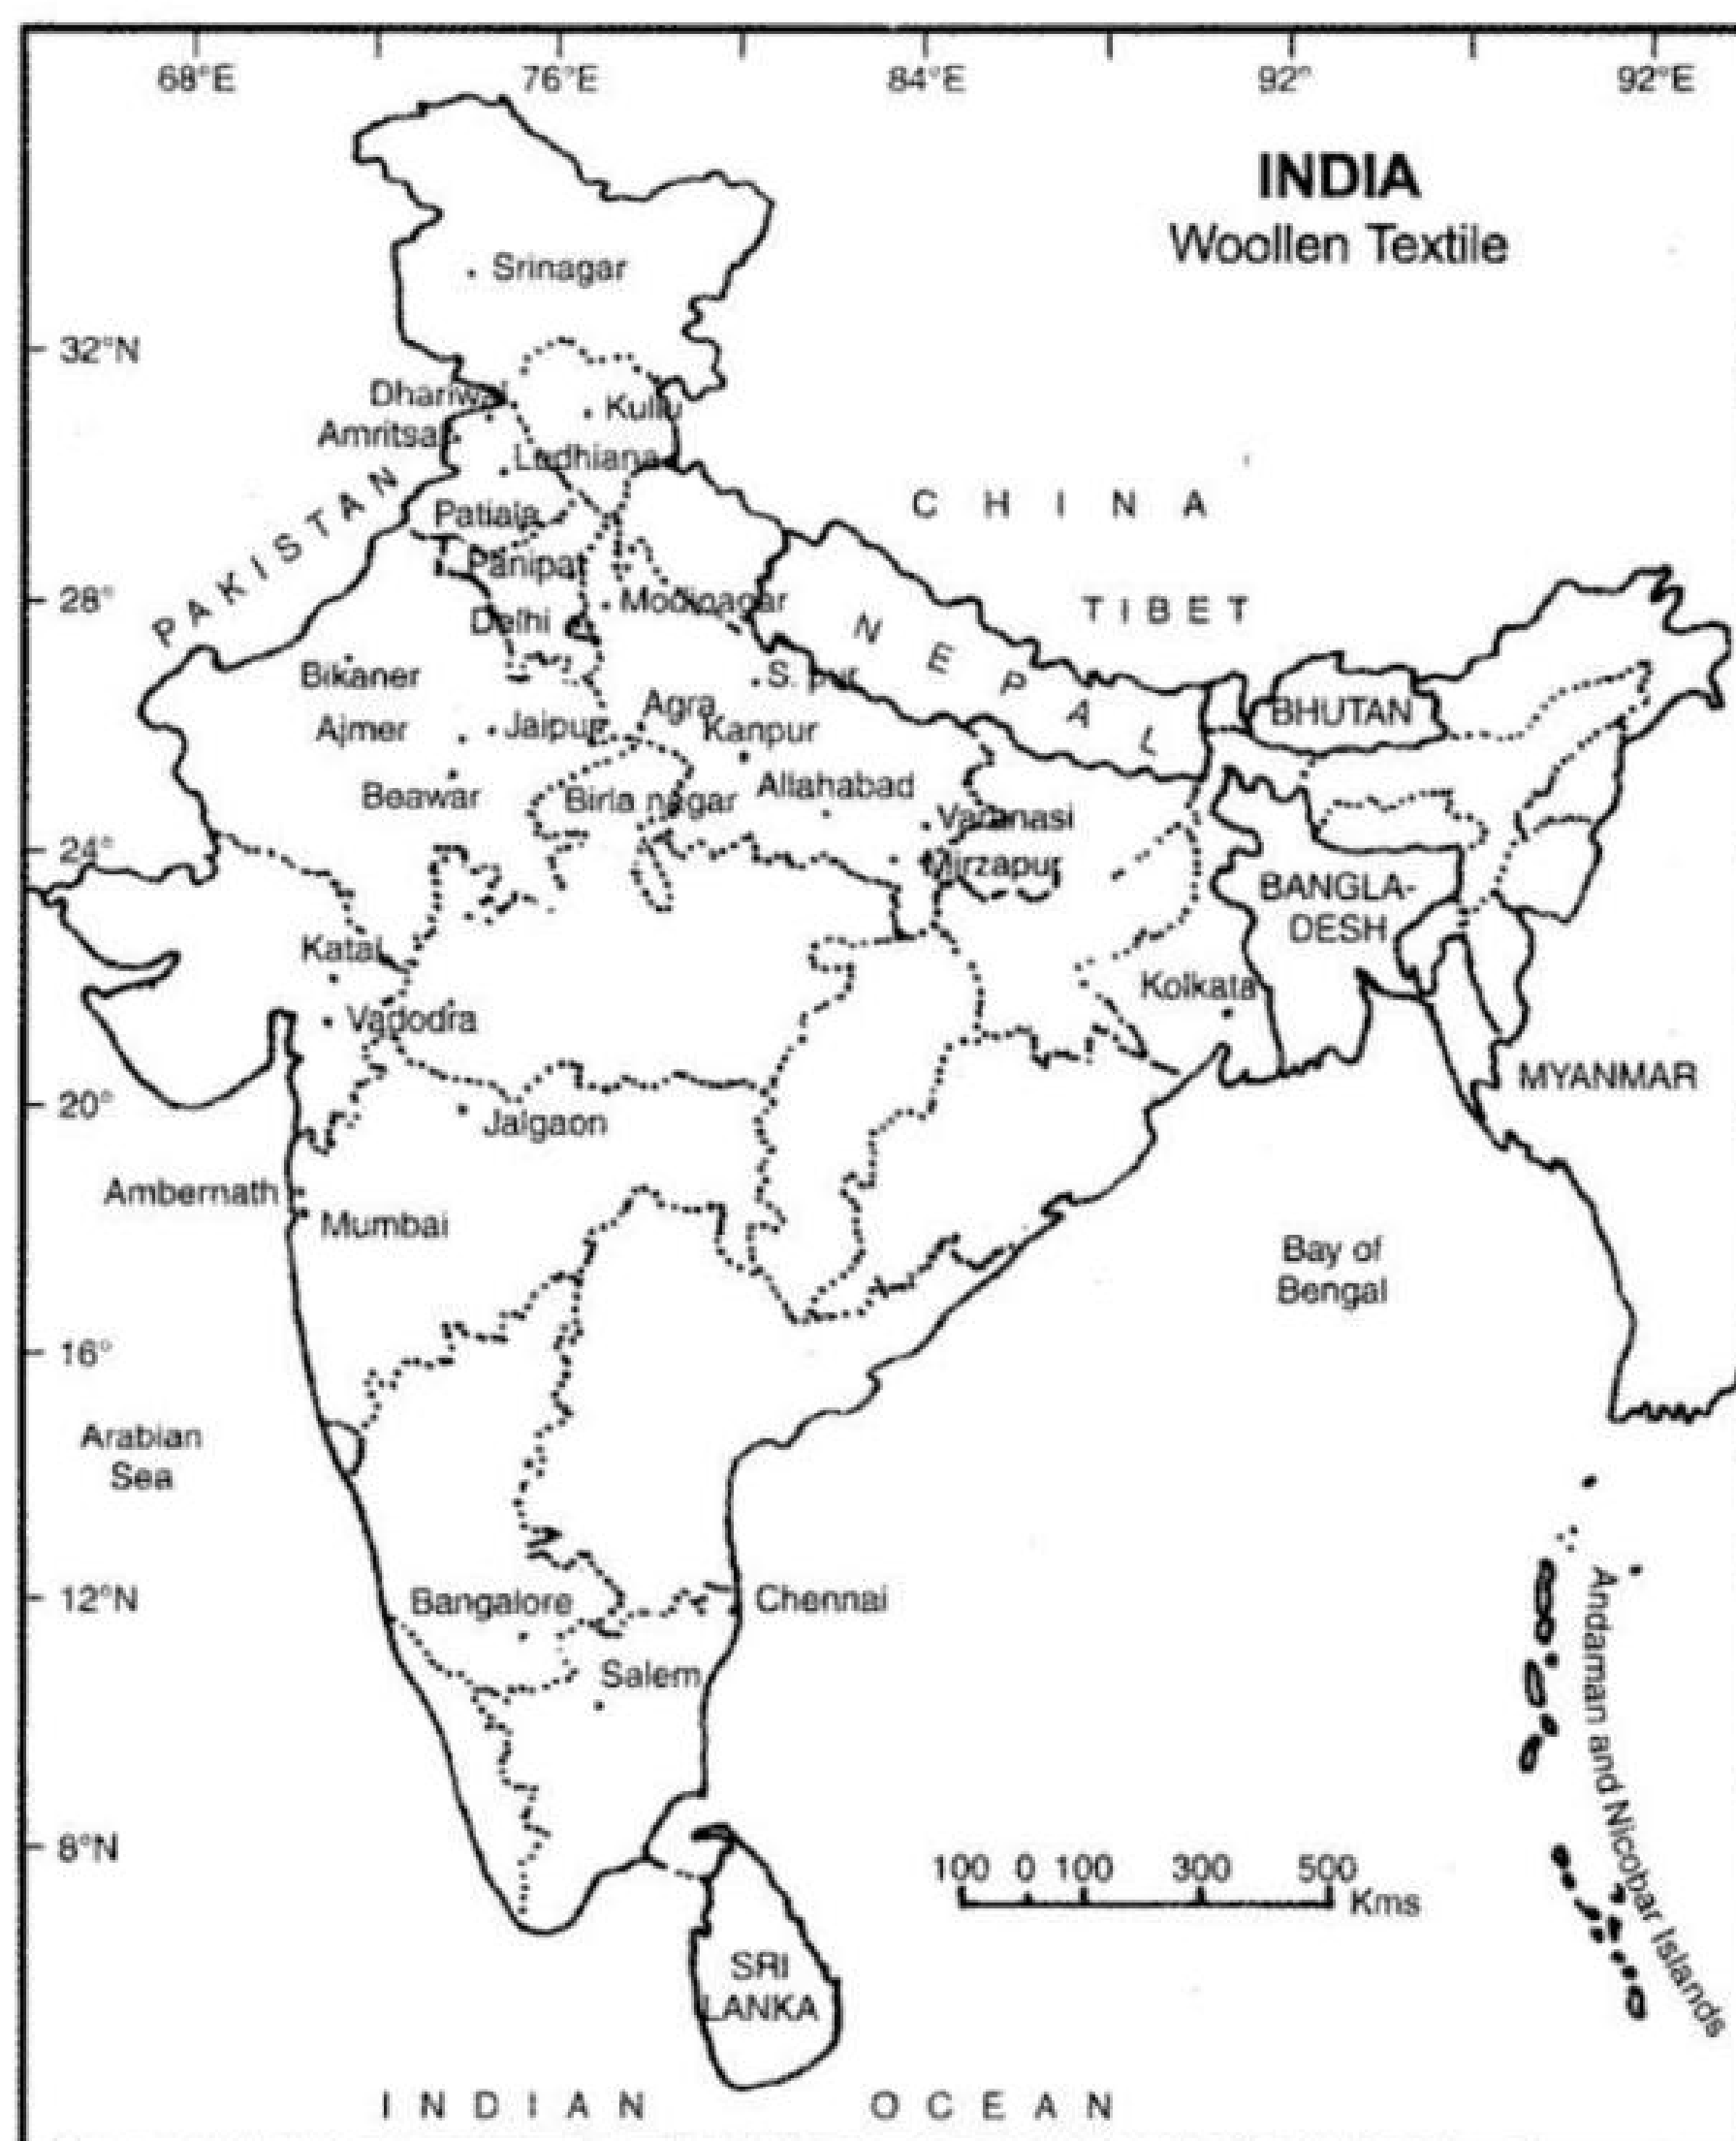 68°E 76°E 84°E 92° 92°E
INDIA
Woollen Textile
Srinagar
32°N
Dhariwal
Kullu
Amritsar
Ludhiana
PAKISTAN
CHINA
Patiala
Panipat
28°
Modinagar
TIBET
Delhi
NEPAL
Bikaner
S. pur
Agra
BHUTAN
Ajmer
Jaipur
Kanpur
Beawar
Birla nagar
Allahabad
Varanasi
24°
Mirzapur
BANGLA-
DESH
Katal
Kolkata
Vadodra
MYANMAR
20°
Jalgaon
Ambernath
Mumbai
Bay of
Bengal
16°
Arabian
Sea
12°N
Bangalore
Chennai
Salem
Andaman and Nicobar Islands
8°N
100 0 100 300 500
Kms
SRI
LANKA
INDIAN OCEAN